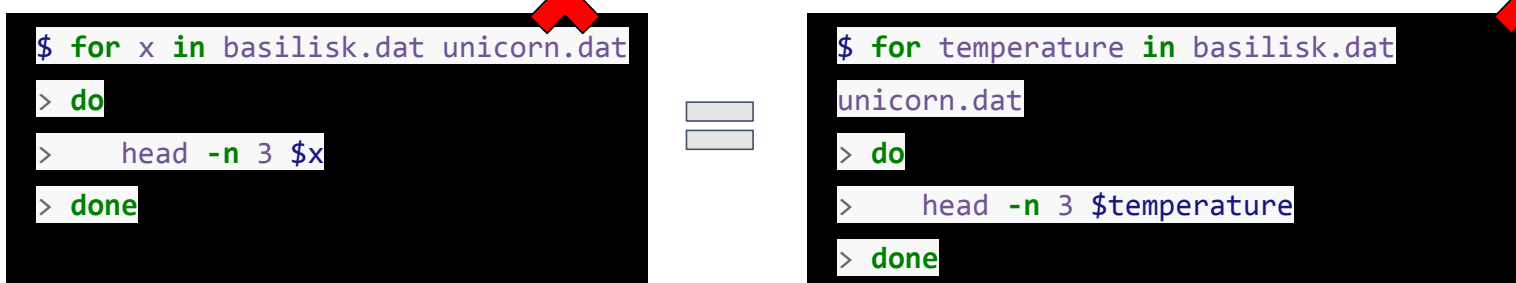 $ for x in basilisk.dat unicorn.dat
> do
>    head -n 3 $x
> done
$ for temperature in basilisk.dat
unicorn.dat
> do
>    head -n 3 $temperature
> done